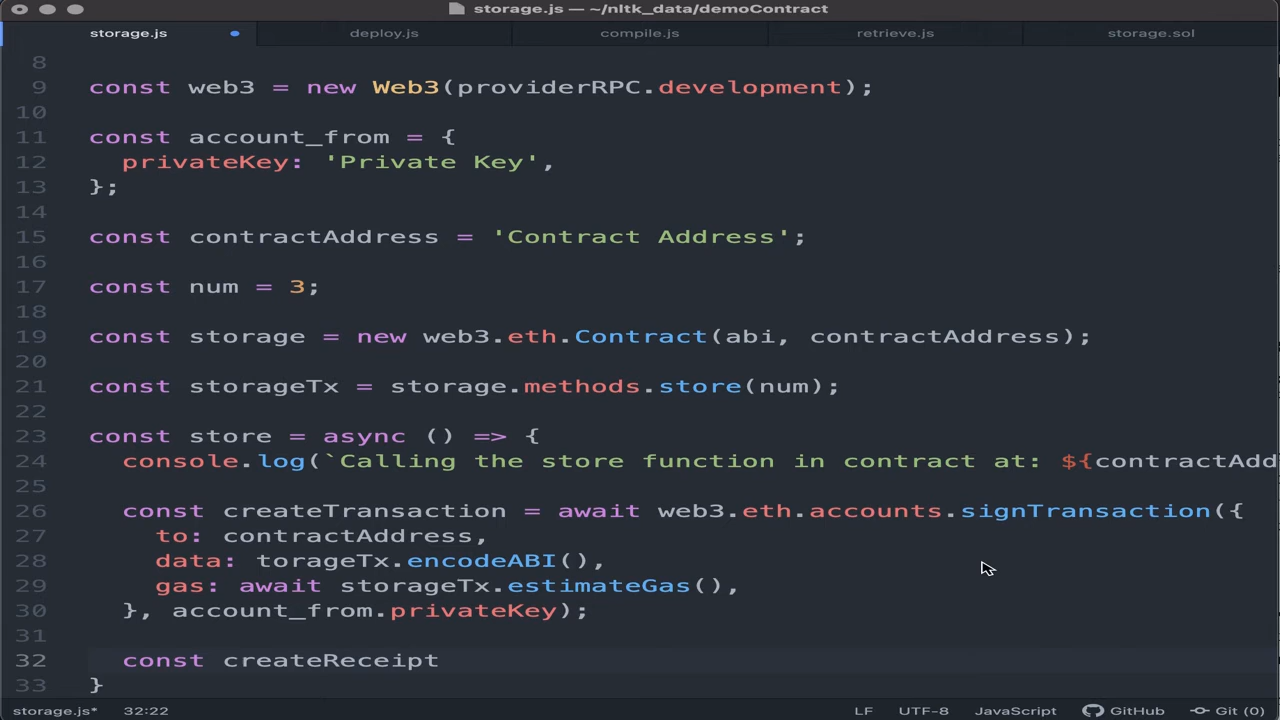 storage.js — ~/nltk_data/demoContract
storage.js deploy.js compile.js retrieve.js storage.sol
8
9 const web3 = new Web3(providerRPC.development);
10
11 const account_from = {
12   privateKey: 'Private Key',
13 };
14
15 const contractAddress = 'Contract Address';
16
17 const num = 3;
18
19 const storage = new web3.eth.Contract(abi, contractAddress);
20
21 const storageTx = storage.methods.store(num);
22
23 const store = async () => {
24   console.log(`Calling the store function in contract at: ${contractAdd
25
26   const createTransaction = await web3.eth.accounts.signTransaction({
27     to: contractAddress,
28     data: torageTx.encodeABI(),
29     gas: await storageTx.estimateGas(),
30   }, account_from.privateKey);
31
32   const createReceipt
33 }
storage.js* 32:22 LF UTF-8 JavaScript GitHub Git (0)